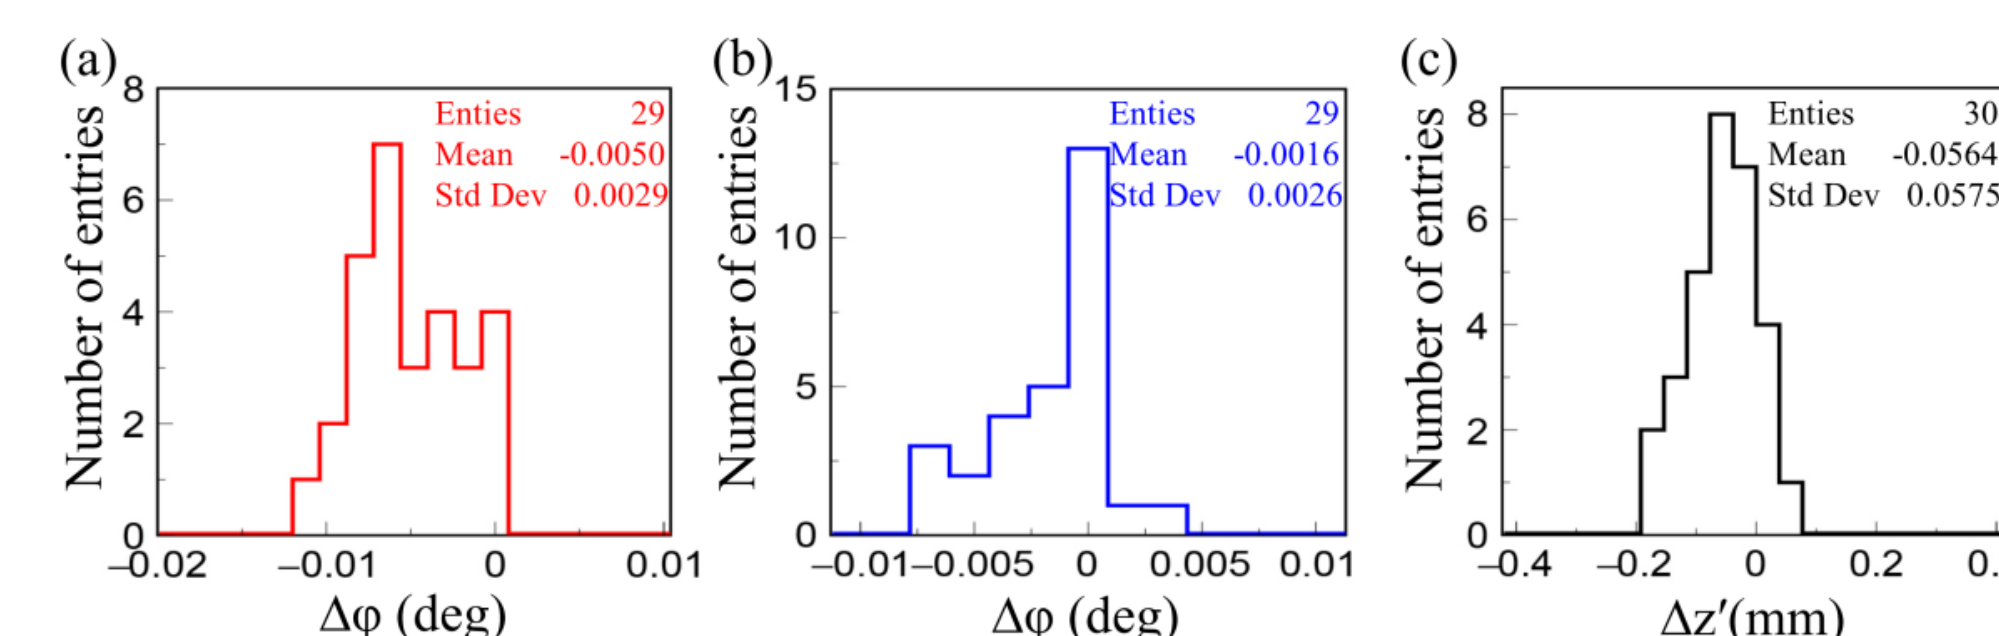 (a)
Number of entries
8
6
4
2
0
Enties 29
Mean -0.0050
Std Dev 0.0029
−0.02 −0.01 0 0.01
Δφ (deg)
(b)
Number of entries
15
10
5
0
Enties 29
Mean -0.0016
Std Dev 0.0026
−0.01 −0.005 0 0.005 0.01
Δφ (deg)
(c)
Number of entries
8
6
4
2
0
Enties 30
Mean -0.0564
Std Dev 0.0575
−0.4 −0.2 0 0.2 0.
Δz′(mm)